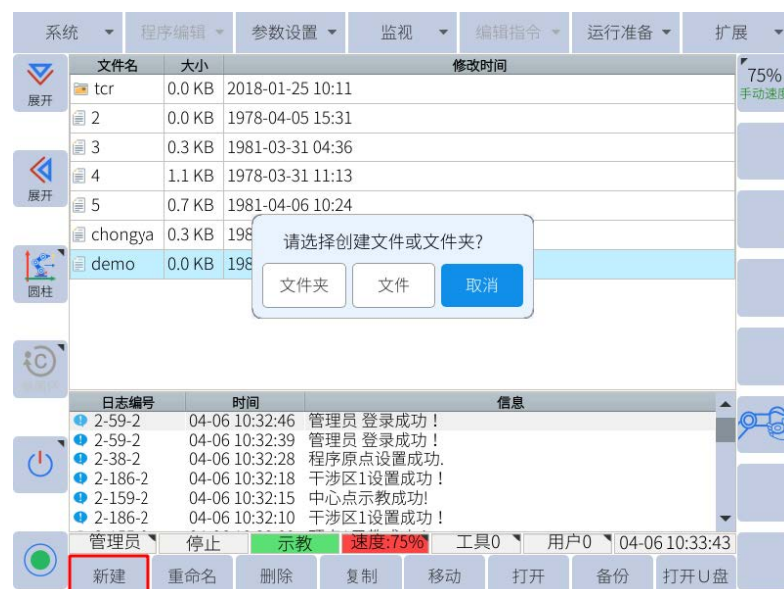 系统 程序编辑 参数设置 监视 编辑指令 运行准备 扩展
展开
展开
圆柱
75%
手动速度
文件名 大小 修改时间
tcr 0.0 KB 2018-01-25 10:11
2 0.0 KB 1978-04-05 15:31
3 0.3 KB 1981-03-31 04:36
4 1.1 KB 1978-03-31 11:13
5 0.7 KB 1981-04-06 10:24
chongya 0.3 KB 198
demo 0.0 KB 198
请选择创建文件或文件夹?
文件夹 文件 取消
日志编号 时间 信息
2-59-2 04-06 10:32:46 管理员 登录成功！
2-59-2 04-06 10:32:39 管理员 登录成功！
2-38-2 04-06 10:32:28 程序原点设置成功.
2-186-2 04-06 10:32:18 干涉区1设置成功！
2-159-2 04-06 10:32:15 中心点示教成功!
2-186-2 04-06 10:32:10 干涉区1设置成功！
管理员 停止 示教 速度:75% 工具0 用户0 04-06 10:33:43
新建 重命名 删除 复制 移动 打开 备份 打开U盘